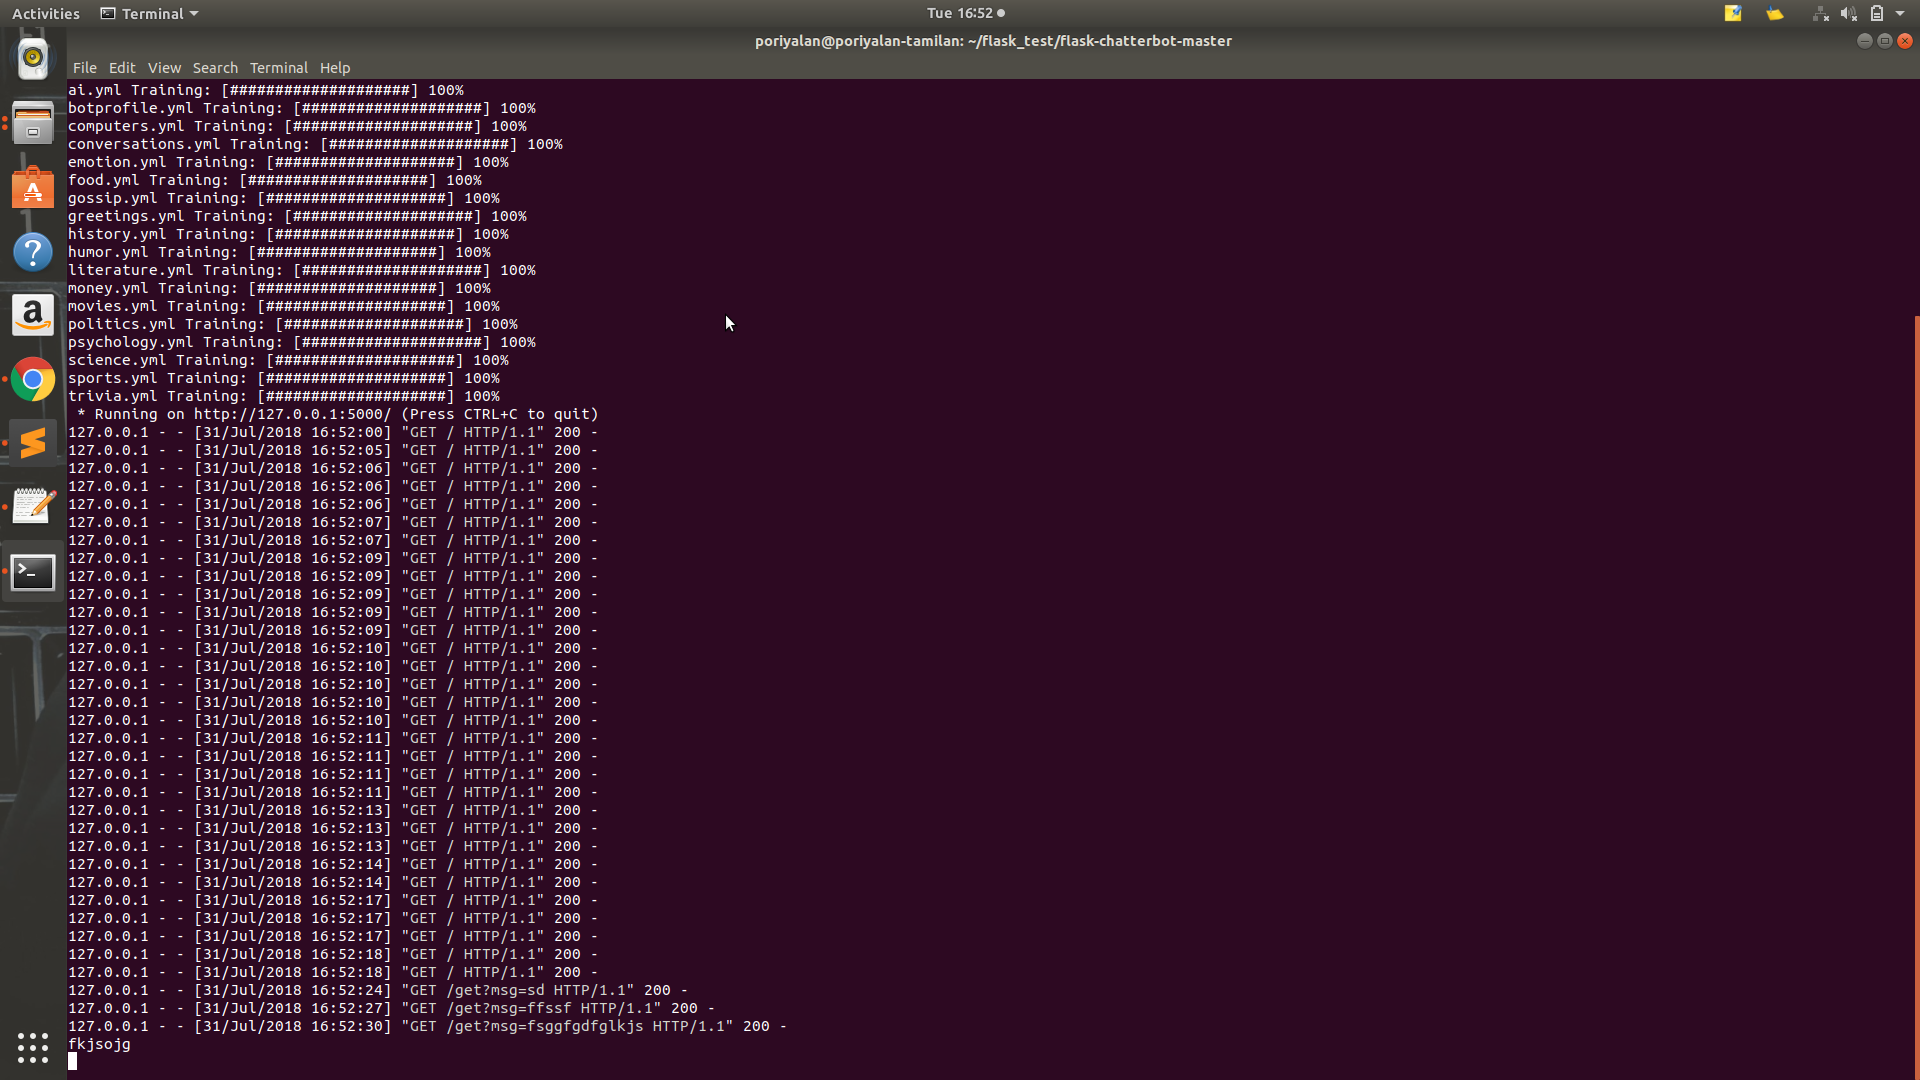 Activities Terminal Tue 16:52
poriyalan@poriyalan-tamilan: ~/flask_test/flask-chatterbot-master
File Edit View Search Terminal Help
ai.yml Training: [####################] 100%
botprofile.yml Training: [####################] 100%
computers.yml Training: [####################] 100%
conversations.yml Training: [####################] 100%
emotion.yml Training: [####################] 100%
food.yml Training: [####################] 100%
gossip.yml Training: [####################] 100%
greetings.yml Training: [####################] 100%
history.yml Training: [####################] 100%
humor.yml Training: [####################] 100%
literature.yml Training: [####################] 100%
money.yml Training: [####################] 100%
movies.yml Training: [####################] 100%
politics.yml Training: [####################] 100%
psychology.yml Training: [####################] 100%
science.yml Training: [####################] 100%
sports.yml Training: [####################] 100%
trivia.yml Training: [####################] 100%
* Running on http://127.0.0.1:5000/ (Press CTRL+C to quit)
127.0.0.1 - - [31/Jul/2018 16:52:00] "GET / HTTP/1.1" 200 -
127.0.0.1 - - [31/Jul/2018 16:52:05] "GET / HTTP/1.1" 200 -
127.0.0.1 - - [31/Jul/2018 16:52:06] "GET / HTTP/1.1" 200 -
127.0.0.1 - - [31/Jul/2018 16:52:06] "GET / HTTP/1.1" 200 -
127.0.0.1 - - [31/Jul/2018 16:52:06] "GET / HTTP/1.1" 200 -
127.0.0.1 - - [31/Jul/2018 16:52:07] "GET / HTTP/1.1" 200 -
127.0.0.1 - - [31/Jul/2018 16:52:07] "GET / HTTP/1.1" 200 -
127.0.0.1 - - [31/Jul/2018 16:52:09] "GET / HTTP/1.1" 200 -
127.0.0.1 - - [31/Jul/2018 16:52:09] "GET / HTTP/1.1" 200 -
127.0.0.1 - - [31/Jul/2018 16:52:09] "GET / HTTP/1.1" 200 -
127.0.0.1 - - [31/Jul/2018 16:52:09] "GET / HTTP/1.1" 200 -
127.0.0.1 - - [31/Jul/2018 16:52:09] "GET / HTTP/1.1" 200 -
127.0.0.1 - - [31/Jul/2018 16:52:10] "GET / HTTP/1.1" 200 -
127.0.0.1 - - [31/Jul/2018 16:52:10] "GET / HTTP/1.1" 200 -
127.0.0.1 - - [31/Jul/2018 16:52:10] "GET / HTTP/1.1" 200 -
127.0.0.1 - - [31/Jul/2018 16:52:10] "GET / HTTP/1.1" 200 -
127.0.0.1 - - [31/Jul/2018 16:52:10] "GET / HTTP/1.1" 200 -
127.0.0.1 - - [31/Jul/2018 16:52:11] "GET / HTTP/1.1" 200 -
127.0.0.1 - - [31/Jul/2018 16:52:11] "GET / HTTP/1.1" 200 -
127.0.0.1 - - [31/Jul/2018 16:52:11] "GET / HTTP/1.1" 200 -
127.0.0.1 - - [31/Jul/2018 16:52:11] "GET / HTTP/1.1" 200 -
127.0.0.1 - - [31/Jul/2018 16:52:13] "GET / HTTP/1.1" 200 -
127.0.0.1 - - [31/Jul/2018 16:52:13] "GET / HTTP/1.1" 200 -
127.0.0.1 - - [31/Jul/2018 16:52:13] "GET / HTTP/1.1" 200 -
127.0.0.1 - - [31/Jul/2018 16:52:14] "GET / HTTP/1.1" 200 -
127.0.0.1 - - [31/Jul/2018 16:52:14] "GET / HTTP/1.1" 200 -
127.0.0.1 - - [31/Jul/2018 16:52:17] "GET / HTTP/1.1" 200 -
127.0.0.1 - - [31/Jul/2018 16:52:17] "GET / HTTP/1.1" 200 -
127.0.0.1 - - [31/Jul/2018 16:52:17] "GET / HTTP/1.1" 200 -
127.0.0.1 - - [31/Jul/2018 16:52:18] "GET / HTTP/1.1" 200 -
127.0.0.1 - - [31/Jul/2018 16:52:18] "GET / HTTP/1.1" 200 -
127.0.0.1 - - [31/Jul/2018 16:52:24] "GET /get?msg=sd HTTP/1.1" 200 -
127.0.0.1 - - [31/Jul/2018 16:52:27] "GET /get?msg=ffssf HTTP/1.1" 200 -
127.0.0.1 - - [31/Jul/2018 16:52:30] "GET /get?msg=fsggfgdfglkjs HTTP/1.1" 200 -
fkjsojg